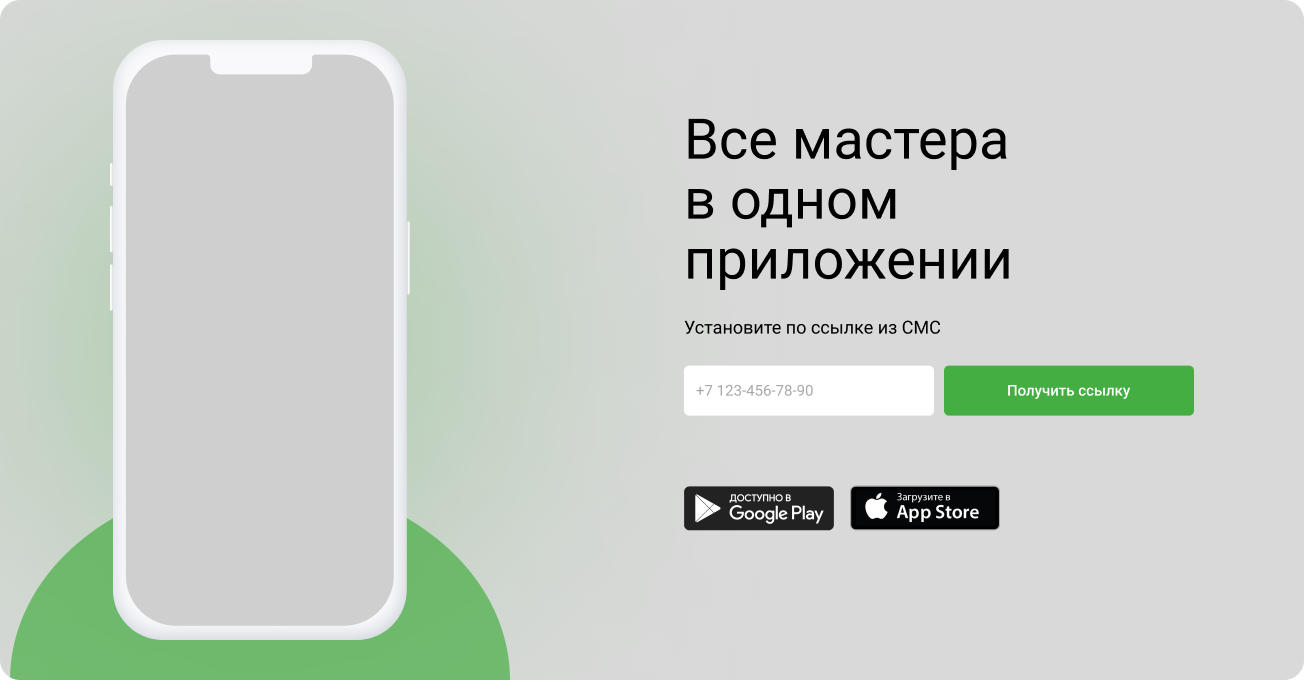 Все мастера
в одном
приложении
Установите по ссылке из СМС
+7 123-456-78-90
Получить ссылку
ДОСТУПНО В
Google Play
Загрузите в
App Store